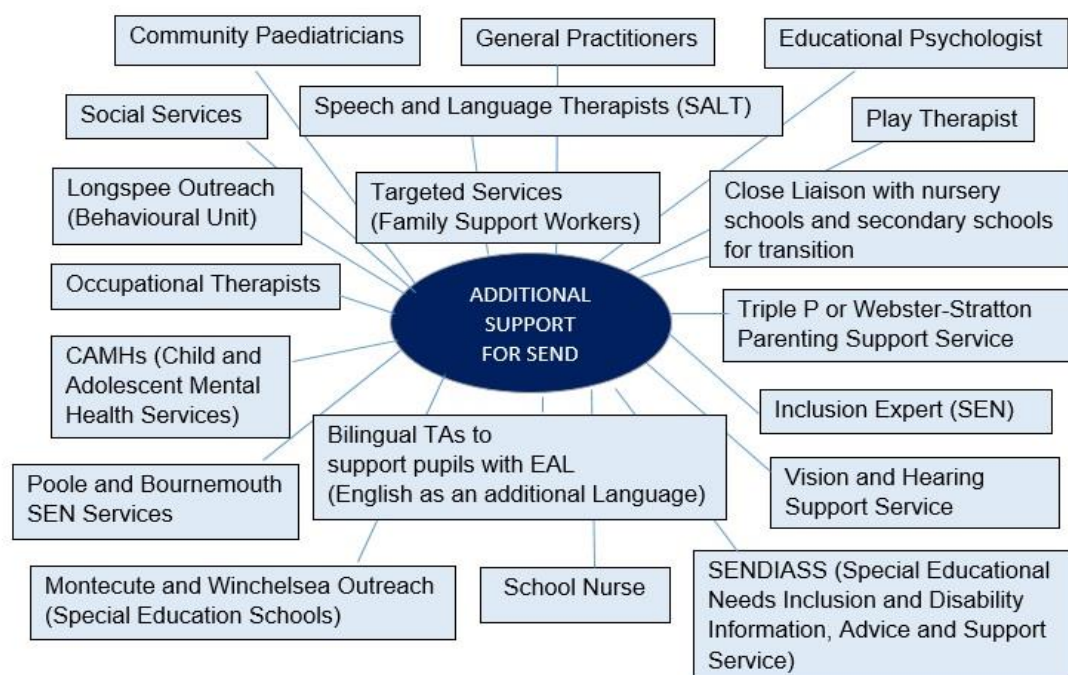 Community Paediatricians
General Practitioners
Educational Psychologist
Social Services
Speech and Language Therapists (SALT)
Play Therapist
Longspee Outreach
(Behavioural Unit)
Targeted Services
(Family Support Workers)
Close Liaison with nursery
schools and secondary schools
for transition
Occupational Therapists
ADDITIONAL
SUPPORT
FOR SEND
Triple P or Webster-Stratton
Parenting Support Service
CAMHs (Child and
Adolescent Mental
Health Services)
Inclusion Expert (SEN)
Bilingual TAs to
support pupils with EAL
(English as an additional Language)
Poole and Bournemouth
SEN Services
Vision and Hearing
Support Service
Montecute and Winchelsea Outreach
(Special Education Schools)
School Nurse
SENDIASS (Special Educational
Needs Inclusion and Disability
Information, Advice and Support
Service)